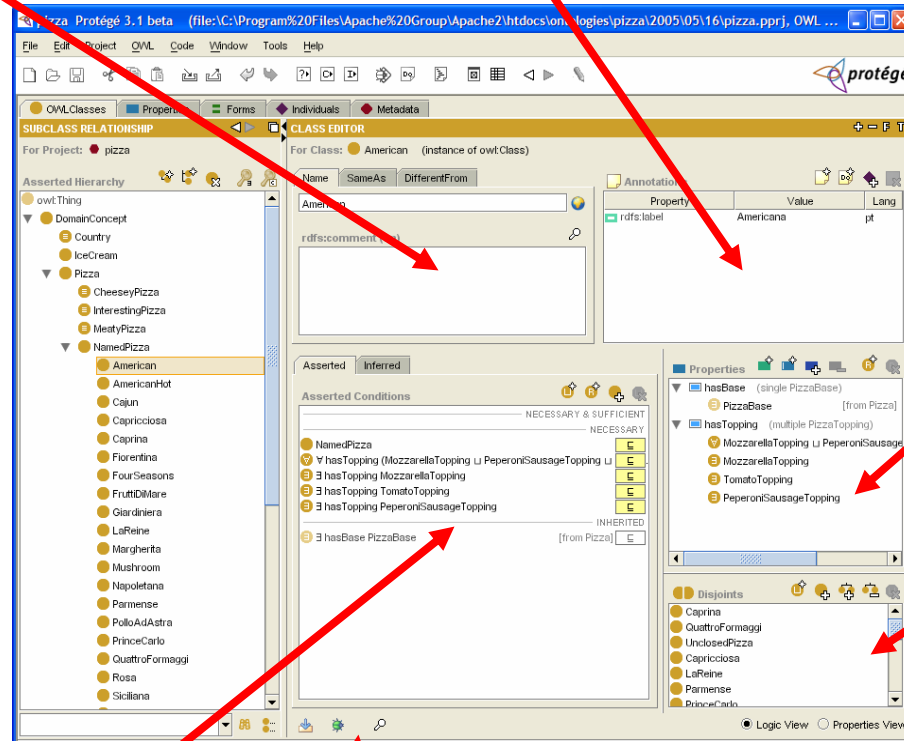 pizza Protégé 3.1 beta (file:\C:\Program%20Files\Apache%20Group\Apache2\htdocs\ontologies\pizza\2005\05\16\pizza.pprj, OWL ...
File Edit Project OWL Code Window Tools Help
protégé
OWLClasses Properties Forms Individuals Metadata
SUBCLASS RELATIONSHIP
For Project: pizza
Asserted Hierarchy
owl:Thing
DomainConcept
Country
IceCream
Pizza
CheeseyPizza
InterestingPizza
MeatyPizza
NamedPizza
American
AmericanHot
Cajun
Capricciosa
Caprina
Fiorentina
FourSeasons
FruttiDiMare
Giardiniera
LaReine
Margherita
Mushroom
Napoletana
Parmense
PolloAdAstra
PrinceCarlo
QuattroFormaggi
Rosa
Siciliana
CLASS EDITOR
For Class: American (instance of owl:Class)
Name SameAs DifferentFrom
American
rdfs:comment
Annotations
Property Value Lang
rdfs:label Americana pt
Asserted Inferred
Asserted Conditions
NECESSARY & SUFFICIENT
NECESSARY
NamedPizza ⊑
∀ hasTopping (MozzarellaTopping ⊔ PeperoniSausageTopping ⊔ ⊑
∃ hasTopping MozzarellaTopping ⊑
∃ hasTopping TomatoTopping ⊑
∃ hasTopping PeperoniSausageTopping ⊑
INHERITED
∃ hasBase PizzaBase [from Pizza] ⊑
Properties
hasBase (single PizzaBase)
PizzaBase [from Pizza]
hasTopping (multiple PizzaTopping)
MozzarellaTopping ⊔ PeperoniSausage
MozzarellaTopping
TomatoTopping
PeperoniSausageTopping
Disjoints
Caprina
QuattroFormaggi
UnclosedPizza
Capricciosa
LaReine
Parmense
PrinceCarlo
Logic View Properties View